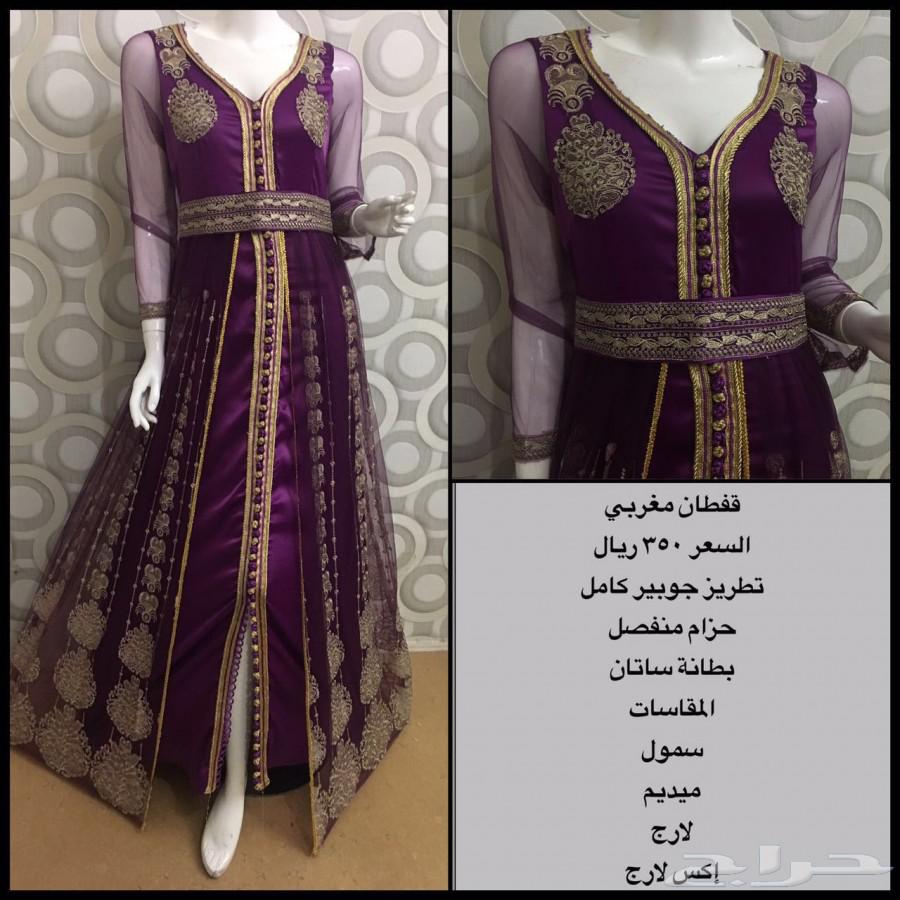 قفطان مغربي
السعر ٣٥٠ ريال
تطريز جوبير كامل
حزام منفصل
بطانة ساتان
المقاسات
سمول
ميديم
لارج
إكس لارج
حراج